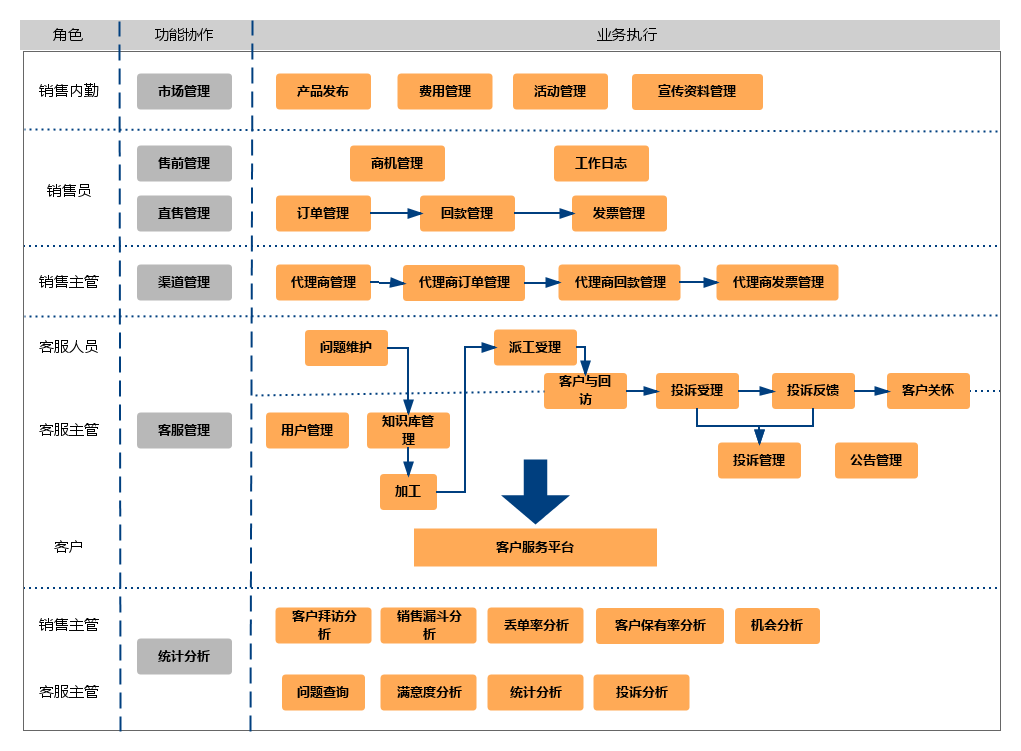 角色 功能协作 业务执行
销售内勤 市场管理 产品发布 费用管理 活动管理 宣传资料管理
售前管理 商机管理 工作日志
销售员
直售管理 订单管理 回款管理 发票管理
销售主管 渠道管理 代理商管理 代理商订单管理 代理商回款管理 代理商发票管理
客服人员 问题维护 派工受理
客户与回
访
投诉受理 投诉反馈 客户关怀
客服主管 客服管理 用户管理
知识库管
理
投诉管理 公告管理
加工
客户 客户服务平台
销售主管
客户拜访分
析
销售漏斗分
析
丢单率分析 客户保有率分析 机会分析
统计分析
客服主管 问题查询 满意度分析 统计分析 投诉分析